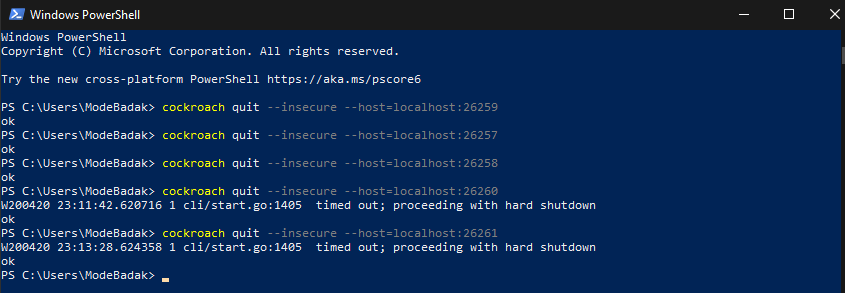 Windows PowerShell
Windows PowerShell
Copyright (C) Microsoft Corporation. All rights reserved.
Try the new cross-platform PowerShell https://aka.ms/pscore6
PS C:\Users\ModeBadak> cockroach quit --insecure --host=localhost:26259
ok
PS C:\Users\ModeBadak> cockroach quit --insecure --host=localhost:26257
ok
PS C:\Users\ModeBadak> cockroach quit --insecure --host=localhost:26258
ok
PS C:\Users\ModeBadak> cockroach quit --insecure --host=localhost:26260
W200420 23:11:42.620716 1 cli/start.go:1405  timed out; proceeding with hard shutdown
ok
PS C:\Users\ModeBadak> cockroach quit --insecure --host=localhost:26261
W200420 23:13:28.624358 1 cli/start.go:1405  timed out; proceeding with hard shutdown
ok
PS C:\Users\ModeBadak>